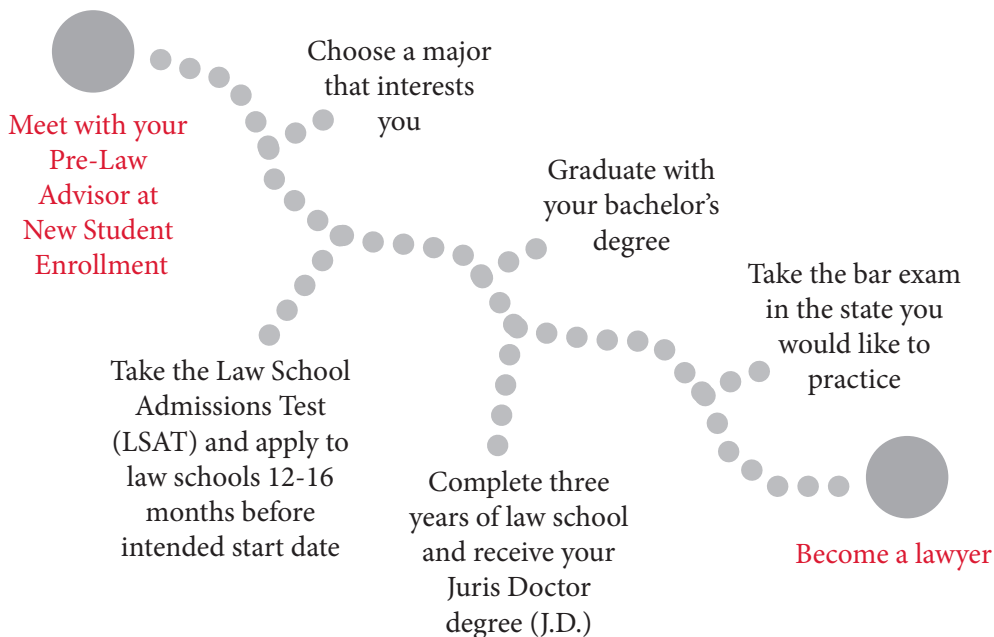 Meet with your
Pre-Law
Advisor at
New Student
Enrollment
Choose a major
that interests
you
Take the Law School
Admissions Test
(LSAT) and apply to
law schools 12-16
months before
intended start date
Graduate with
your bachelor’s
degree
Complete three
years of law school
and receive your
Juris Doctor
degree (J.D.)
Take the bar exam
in the state you
would like to
practice
Become a lawyer